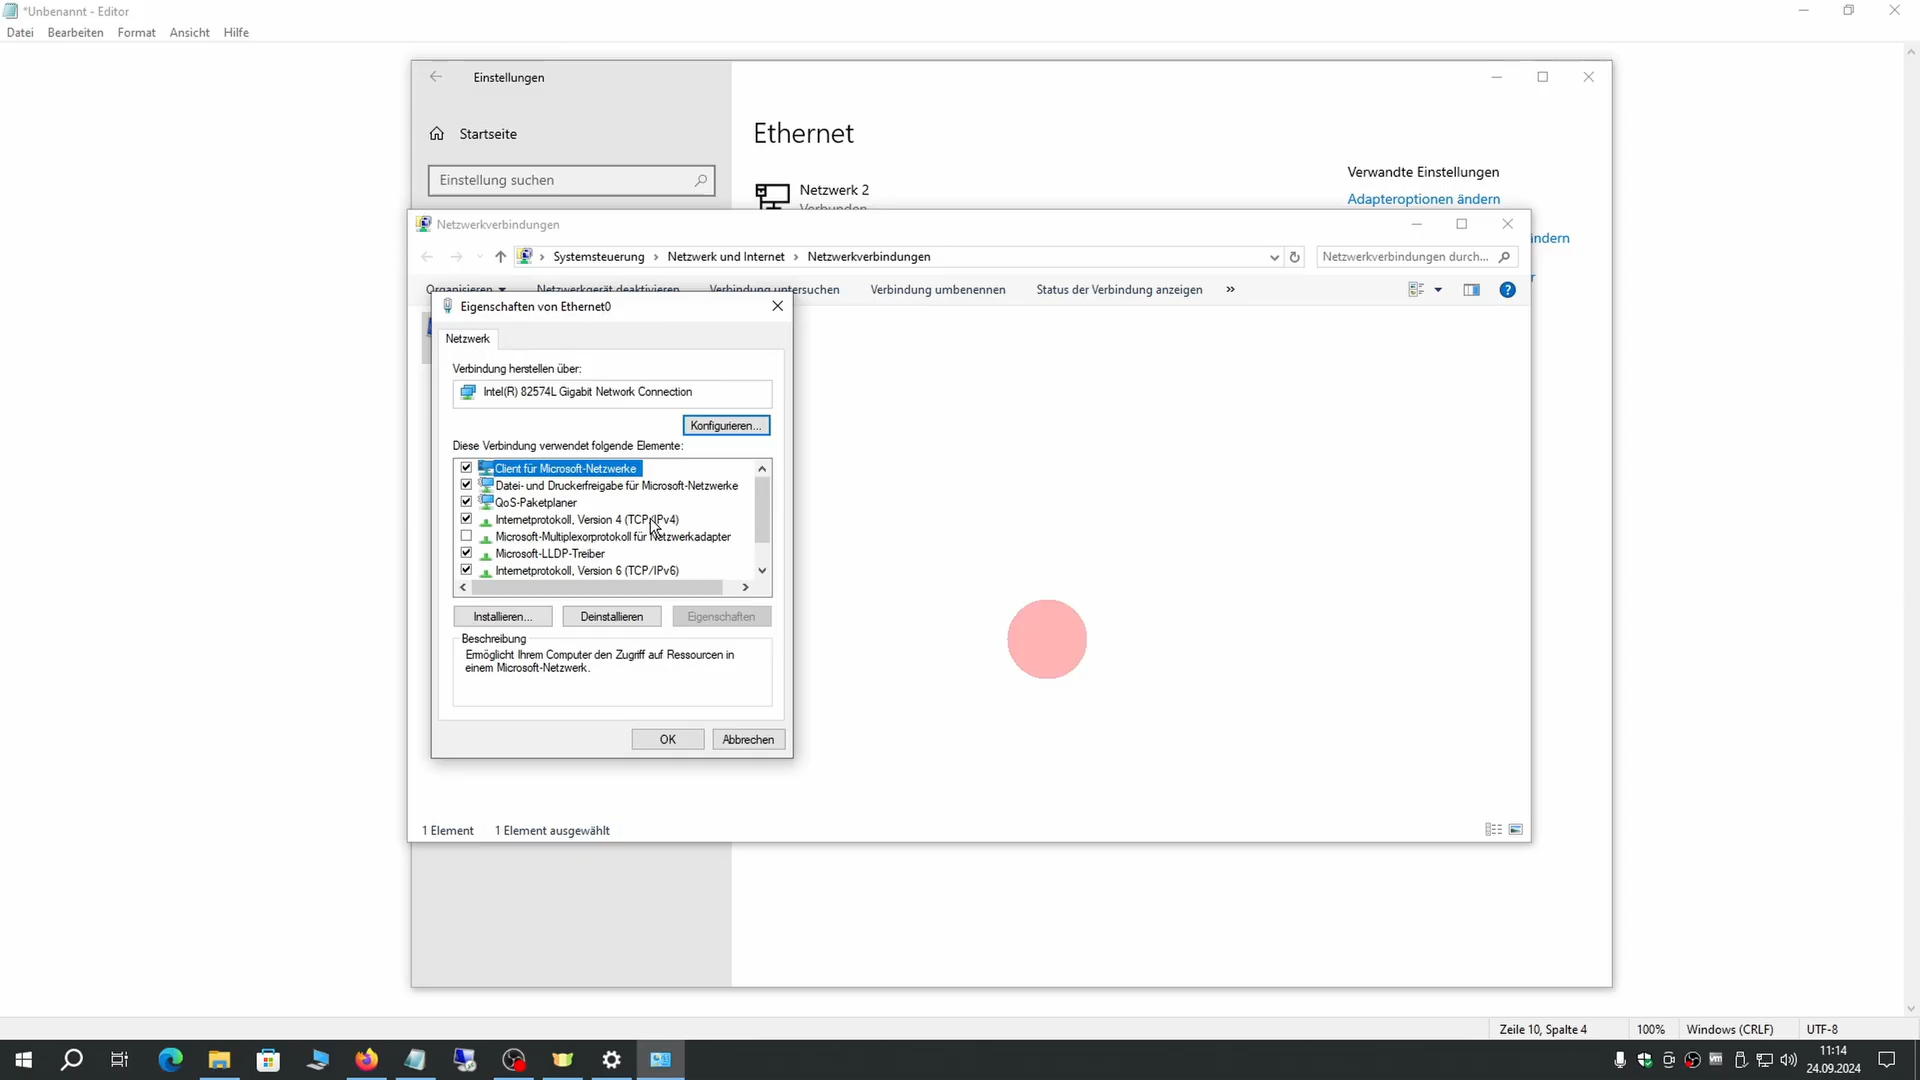 *Unbenannt - Editor
Datei Bearbeiten Format Ansicht Hilfe
Einstellungen
Startseite
Einstellung suchen
Ethernet
Netzwerk 2
Verbunden
Verwandte Einstellungen
Adapteroptionen ändern
ändern
Netzwerkverbindungen
Systemsteuerung › Netzwerk und Internet › Netzwerkverbindungen
Netzwerkverbindungen durch...
Organisieren Netzwerkgerät deaktivieren Verbindung untersuchen Verbindung umbenennen Status der Verbindung anzeigen »
Eigenschaften von Ethernet0
Netzwerk
Verbindung herstellen über:
Intel(R) 82574L Gigabit Network Connection
Konfigurieren...
Diese Verbindung verwendet folgende Elemente:
Client für Microsoft-Netzwerke
Datei- und Druckerfreigabe für Microsoft-Netzwerke
QoS-Paketplaner
Internetprotokoll, Version 4 (TCP/IPv4)
Microsoft-Multiplexorprotokoll für Netzwerkadapter
Microsoft-LLDP-Treiber
Internetprotokoll, Version 6 (TCP/IPv6)
Installieren... Deinstallieren Eigenschaften
Beschreibung
Ermöglicht Ihrem Computer den Zugriff auf Ressourcen in
einem Microsoft-Netzwerk.
OK Abbrechen
1 Element 1 Element ausgewählt
Zeile 10, Spalte 4 100% Windows (CRLF) UTF-8
11:14
24.09.2024